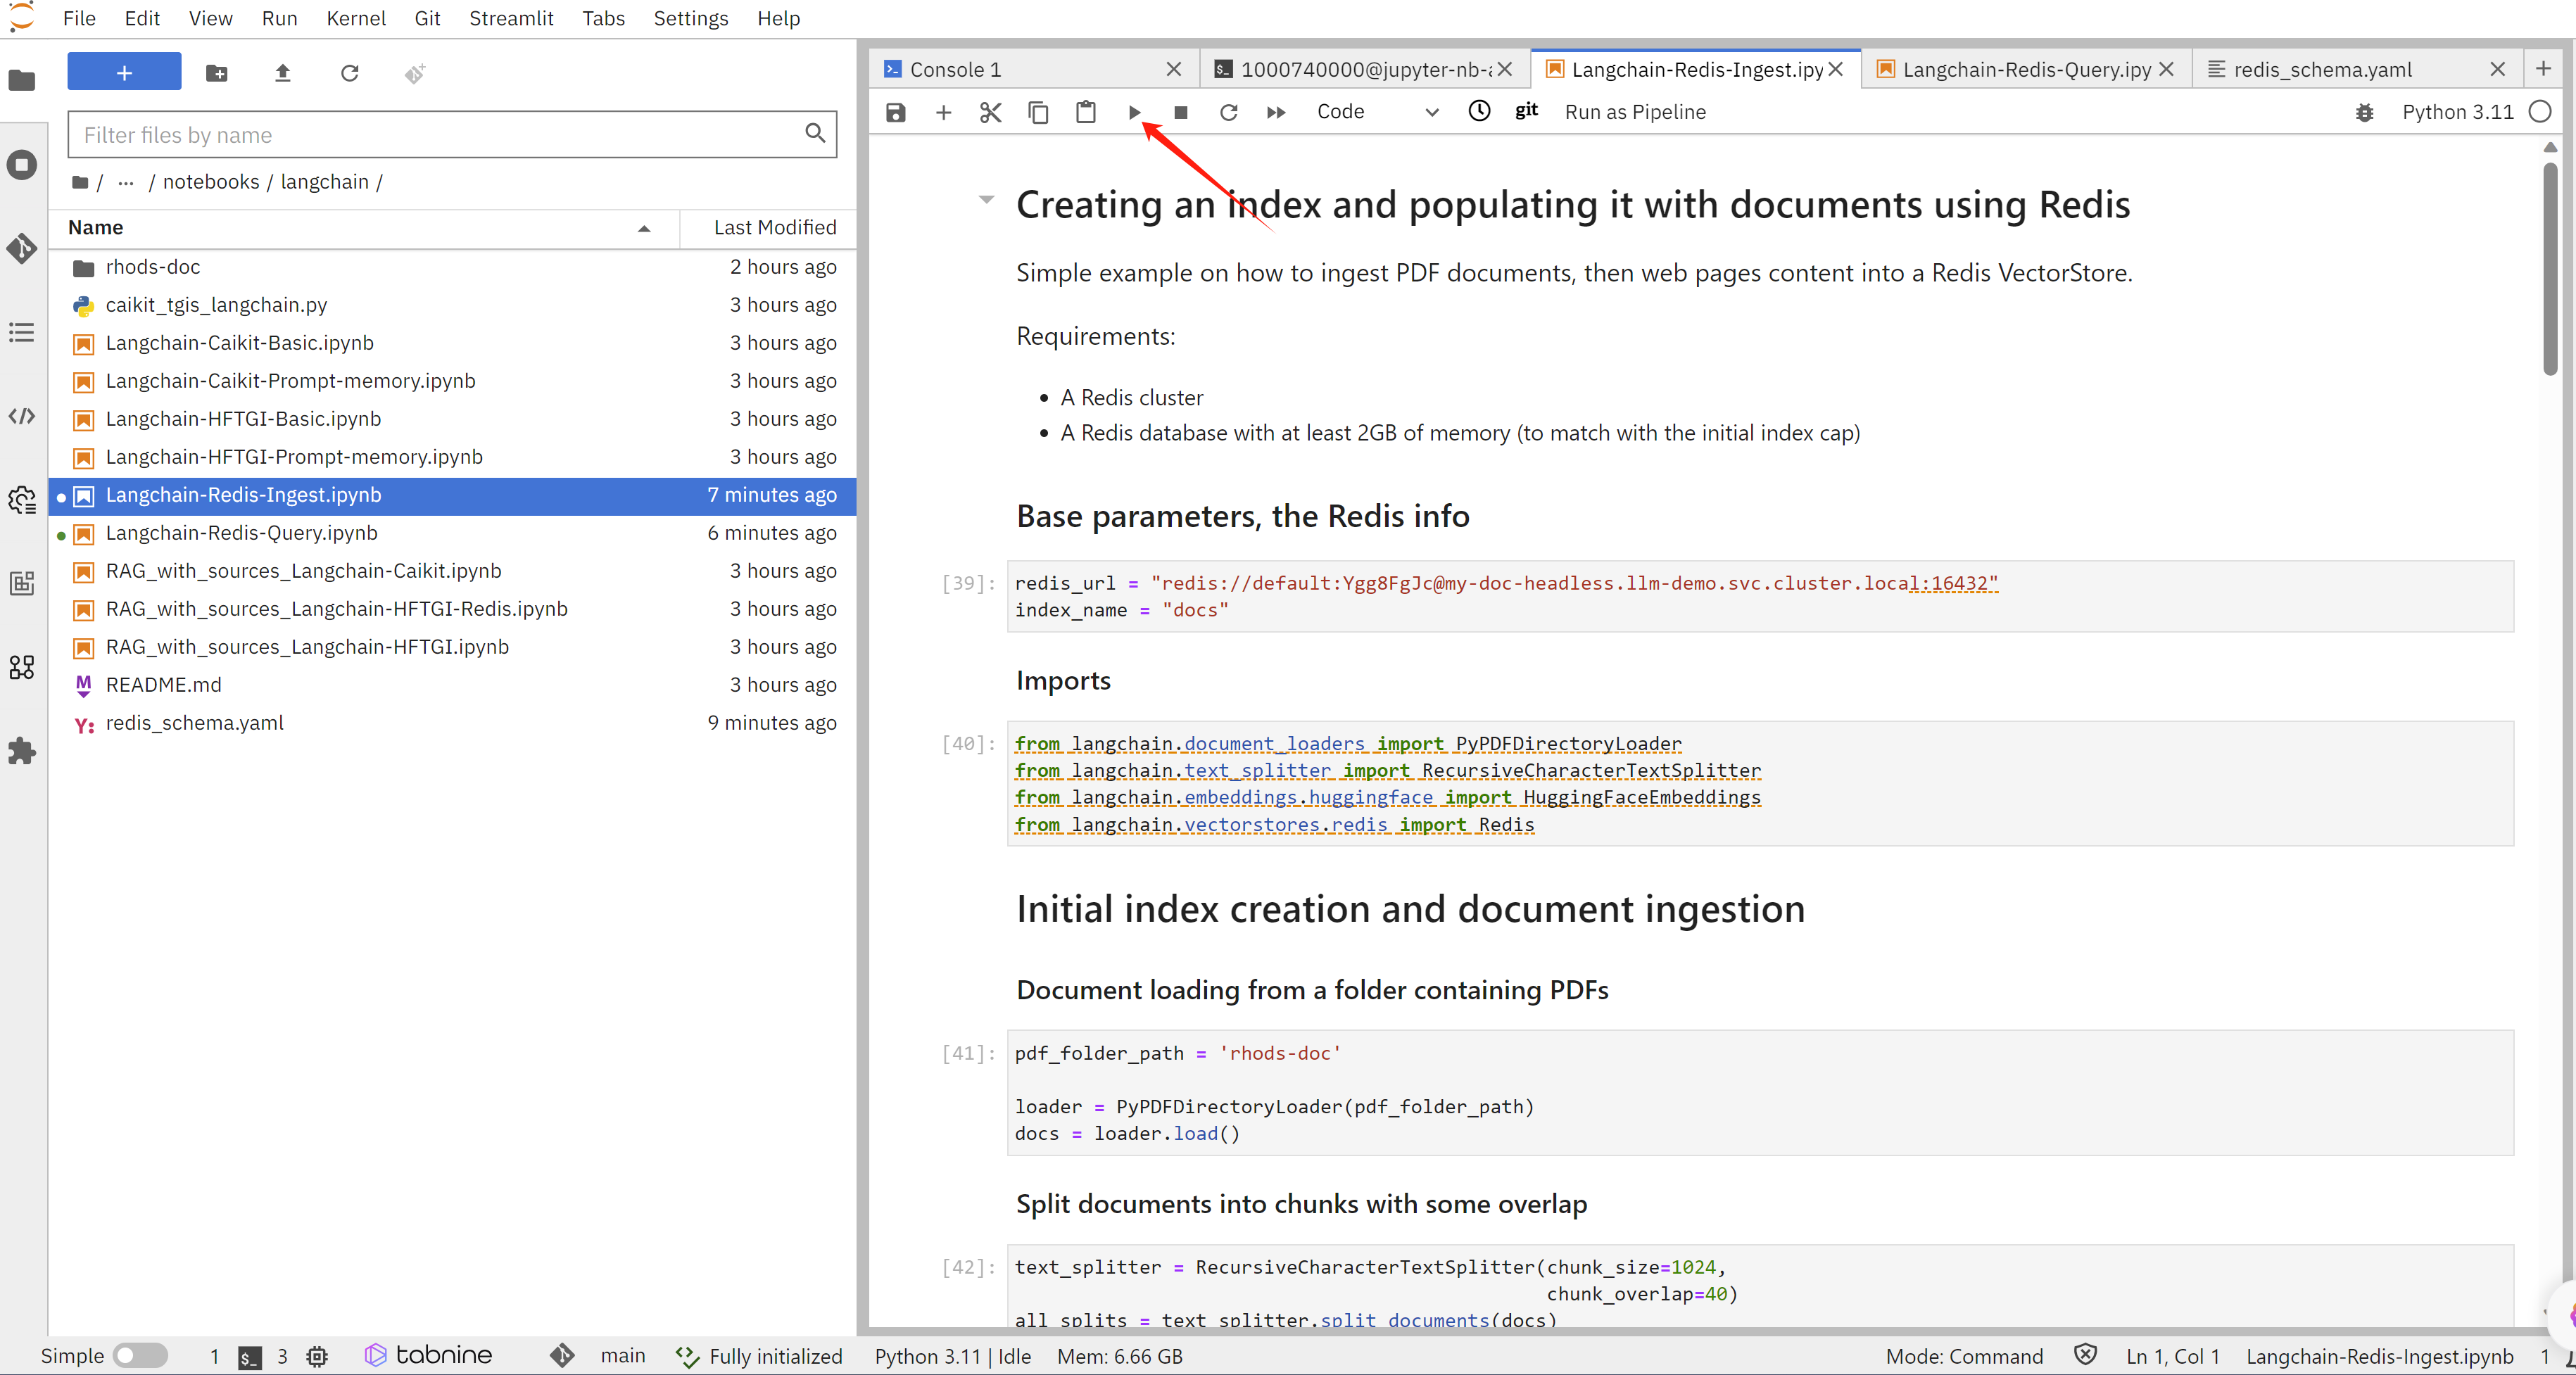 File Edit View Run Kernel Git Streamlit Tabs Settings Help
Filter files by name
/ ... / notebooks / langchain /
Name Last Modified
rhods-doc 2 hours ago
caikit_tgis_langchain.py 3 hours ago
Langchain-Caikit-Basic.ipynb 3 hours ago
Langchain-Caikit-Prompt-memory.ipynb 3 hours ago
Langchain-HFTGI-Basic.ipynb 3 hours ago
Langchain-HFTGI-Prompt-memory.ipynb 3 hours ago
Langchain-Redis-Ingest.ipynb 7 minutes ago
Langchain-Redis-Query.ipynb 6 minutes ago
RAG_with_sources_Langchain-Caikit.ipynb 3 hours ago
RAG_with_sources_Langchain-HFTGI-Redis.ipynb 3 hours ago
RAG_with_sources_Langchain-HFTGI.ipynb 3 hours ago
README.md 3 hours ago
redis_schema.yaml 9 minutes ago
Console 1 1000740000@jupyter-nb- Langchain-Redis-Ingest.ipy Langchain-Redis-Query.ipy redis_schema.yaml
Code git Run as Pipeline Python 3.11
Creating an index and populating it with documents using Redis
Simple example on how to ingest PDF documents, then web pages content into a Redis VectorStore.
Requirements:
• A Redis cluster
• A Redis database with at least 2GB of memory (to match with the initial index cap)
Base parameters, the Redis info
[39]: redis_url = "redis://default:Ygg8FgJc@my-doc-headless.llm-demo.svc.cluster.local:16432"
index_name = "docs"
Imports
[40]: from langchain.document_loaders import PyPDFDirectoryLoader
from langchain.text_splitter import RecursiveCharacterTextSplitter
from langchain.embeddings.huggingface import HuggingFaceEmbeddings
from langchain.vectorstores.redis import Redis
Initial index creation and document ingestion
Document loading from a folder containing PDFs
[41]: pdf_folder_path = 'rhods-doc'
loader = PyPDFDirectoryLoader(pdf_folder_path)
docs = loader.load()
Split documents into chunks with some overlap
[42]: text_splitter = RecursiveCharacterTextSplitter(chunk_size=1024,
chunk_overlap=40)
all_splits = text_splitter.split_documents(docs)
Simple 1 $_ 3 tabnine main Fully initialized Python 3.11 | Idle Mem: 6.66 GB Mode: Command Ln 1, Col 1 Langchain-Redis-Ingest.ipynb 1